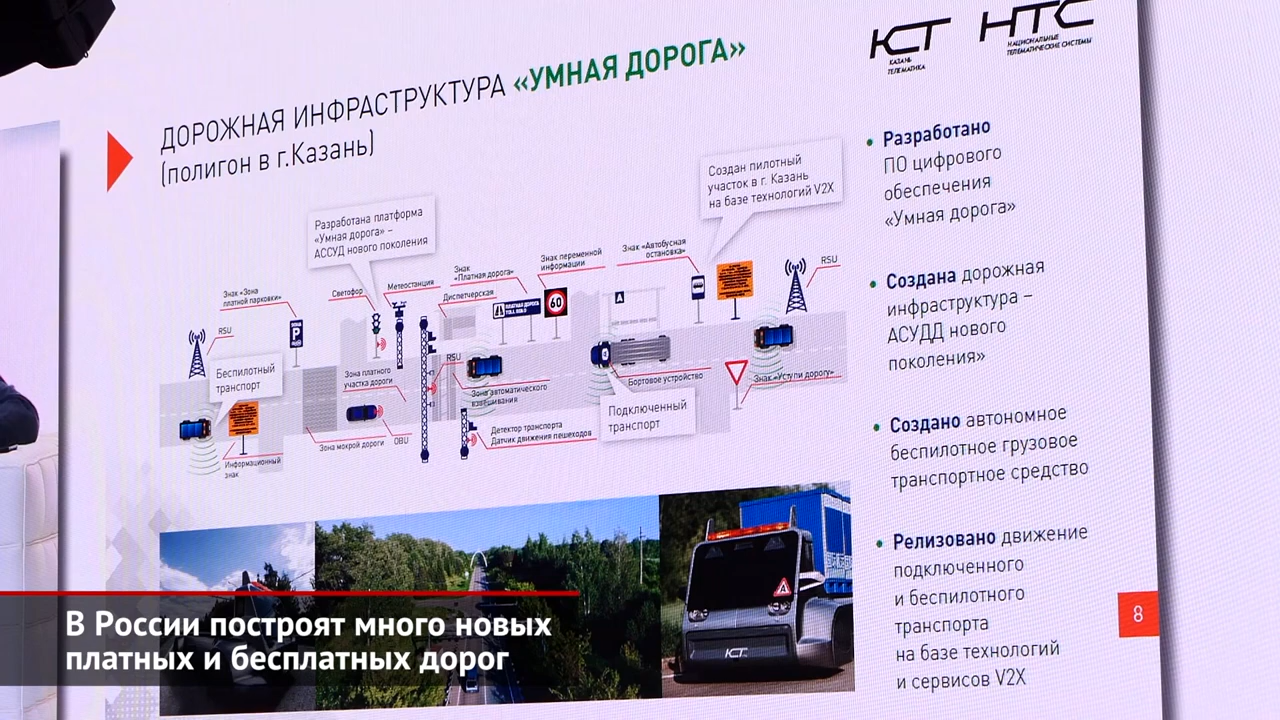 КСТ
КАЗАНЬ
ТЕЛЕМАТИКА
НТС
НАЦИОНАЛЬНЫЕ
ТЕЛЕМАТИЧЕСКИЕ СИСТЕМЫ
ДОРОЖНАЯ ИНФРАСТРУКТУРА «УМНАЯ ДОРОГА»
(полигон в г.Казань)
Разработана платформа
«Умная дорога» –
АССУД нового поколения
Создан пилотный
участок в г. Казань
на базе технологий V2X
Знак «Зона
платной парковки»
RSU
Беспилотный
транспорт
Информационный
знак
Светофор
Метеостанция
Диспетчерская
Знак
«Платная дорога»
ПЛАТНАЯ ДОРОГА
TOLL ROAD
Знак переменной
информации
60
Знак «Автобусная
остановка»
RSU
Зона платного
участка дороги
Зона мокрой дороги
OBU
RSU
Зона автоматического
взвешивания
Детектор транспорта
Датчик движения пешеходов
Бортовое устройство
Подключенный
транспорт
Знак «Уступи дорогу»
• Разработано
ПО цифрового
обеспечения
«Умная дорога»
• Создана дорожная
инфраструктура –
АСУДД нового
поколения»
• Создано автономное
беспилотное грузовое
транспортное средство
• Релизовано движение
подключенного
и беспилотного
транспорта
на базе технологий
и сервисов V2X
8
КСТ
В России построят много новых
платных и бесплатных дорог